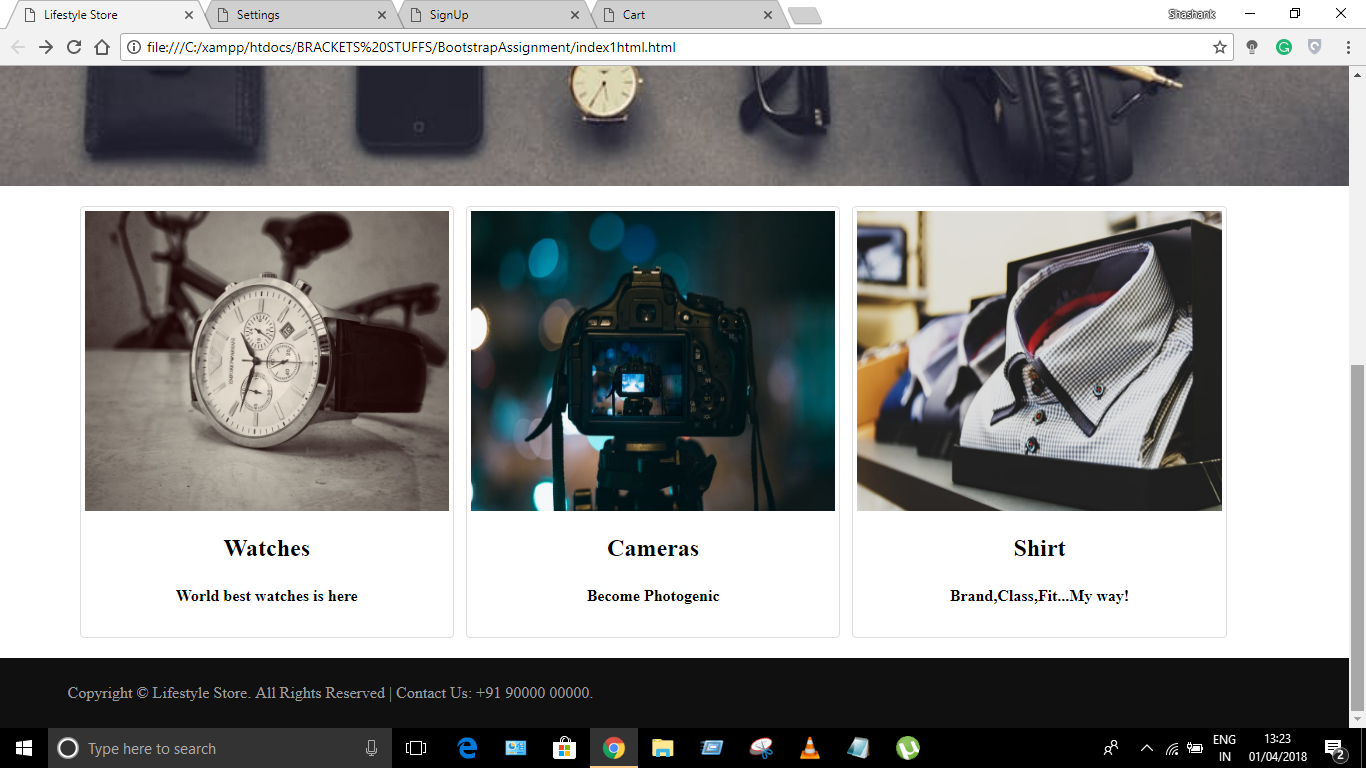 Lifestyle Store
Settings
SignUp
Cart
Shashank
file:///C:/xampp/htdocs/BRACKETS%20STUFFS/BootstrapAssignment/index1html.html
Watches
World best watches is here
Cameras
Become Photogenic
Shirt
Brand,Class,Fit...My way!
Copyright © Lifestyle Store. All Rights Reserved | Contact Us: +91 90000 00000.
Type here to search
ENG
IN
13:23
01/04/2018
2